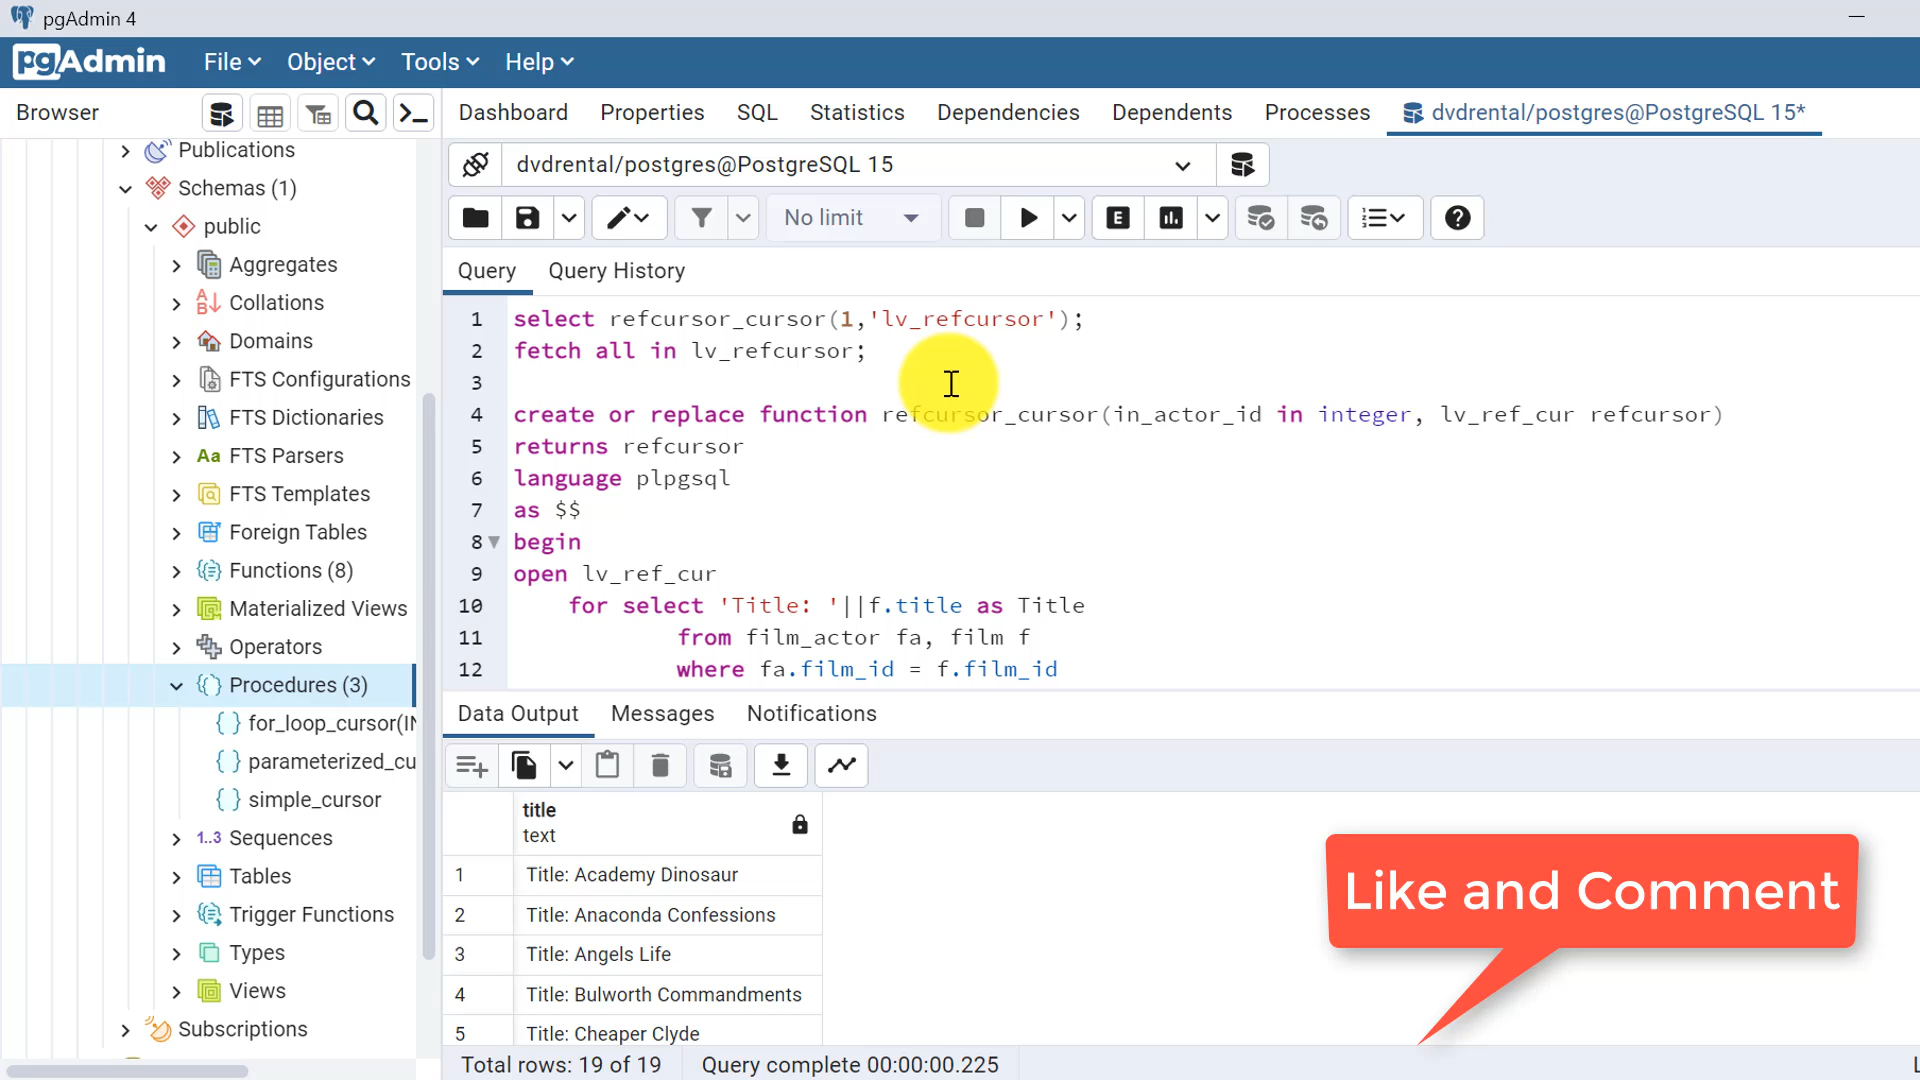 pgAdmin 4
pgAdmin File Object Tools Help
Browser
Dashboard Properties SQL Statistics Dependencies Dependents Processes dvdrental/postgres@PostgreSQL 15*
Publications
Schemas (1)
public
Aggregates
Collations
Domains
FTS Configurations
FTS Dictionaries
Aa FTS Parsers
FTS Templates
Foreign Tables
Functions (8)
Materialized Views
Operators
Procedures (3)
for_loop_cursor(IN
parameterized_cu
simple_cursor
1..3 Sequences
Tables
Trigger Functions
Types
Views
Subscriptions
dvdrental/postgres@PostgreSQL 15
No limit E
Query Query History
1 select refcursor_cursor(1,'lv_refcursor');
2 fetch all in lv_refcursor;
3
4 create or replace function refcursor_cursor(in_actor_id in integer, lv_ref_cur refcursor)
5 returns refcursor
6 language plpgsql
7 as $$
8 begin
9 open lv_ref_cur
10 for select 'Title: '||f.title as Title
11 from film_actor fa, film f
12 where fa.film_id = f.film_id
Data Output Messages Notifications
title
text
1 Title: Academy Dinosaur
2 Title: Anaconda Confessions
3 Title: Angels Life
4 Title: Bulworth Commandments
5 Title: Cheaper Clyde
Like and Comment
Total rows: 19 of 19 Query complete 00:00:00.225